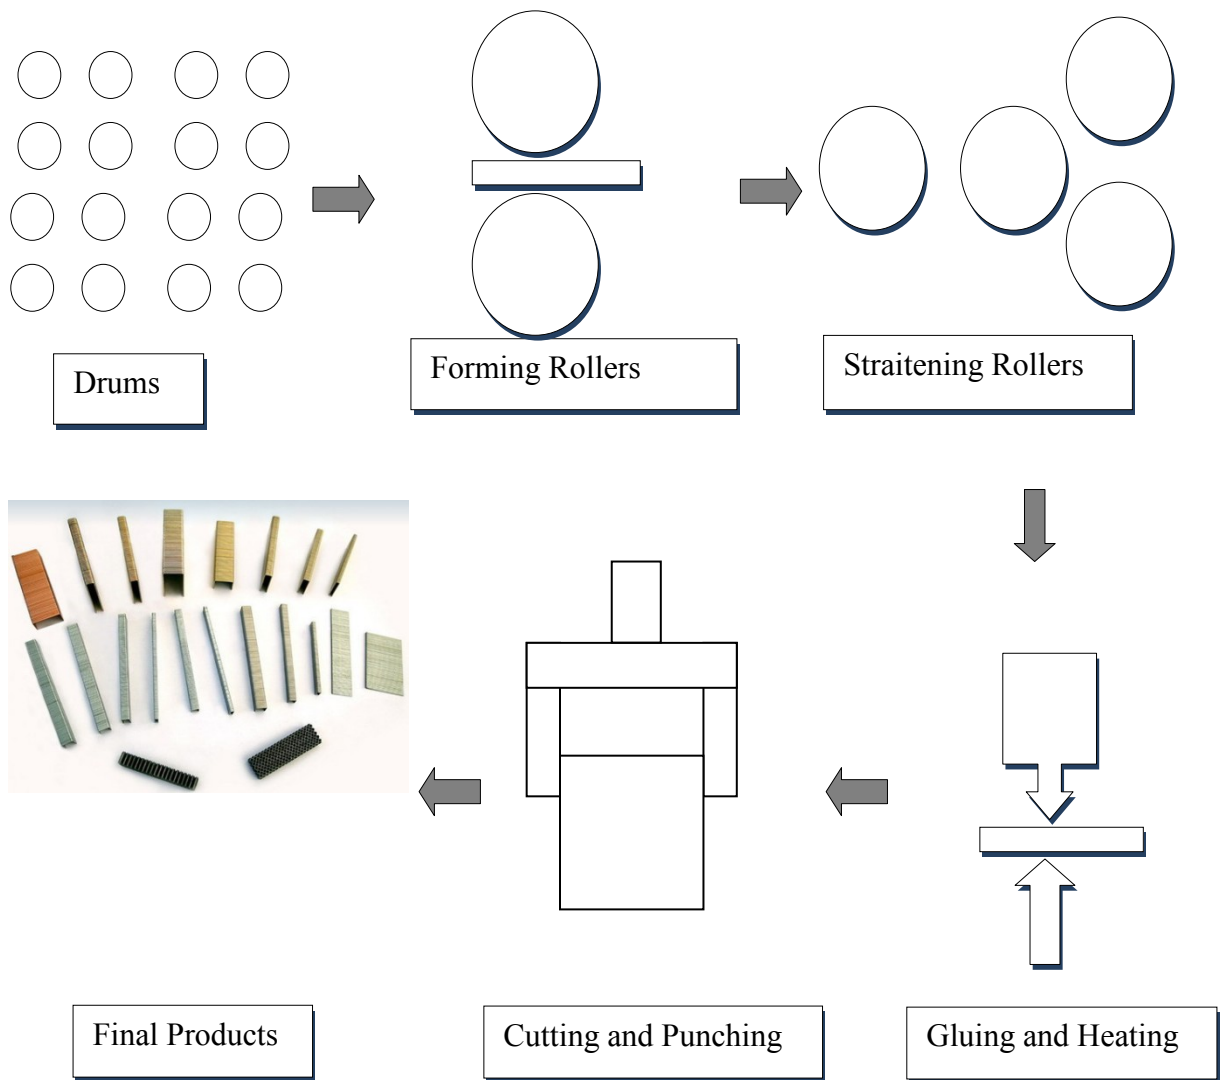 Drums
Forming Rollers
Straitening Rollers
Final Products
Cutting and Punching
Gluing and Heating